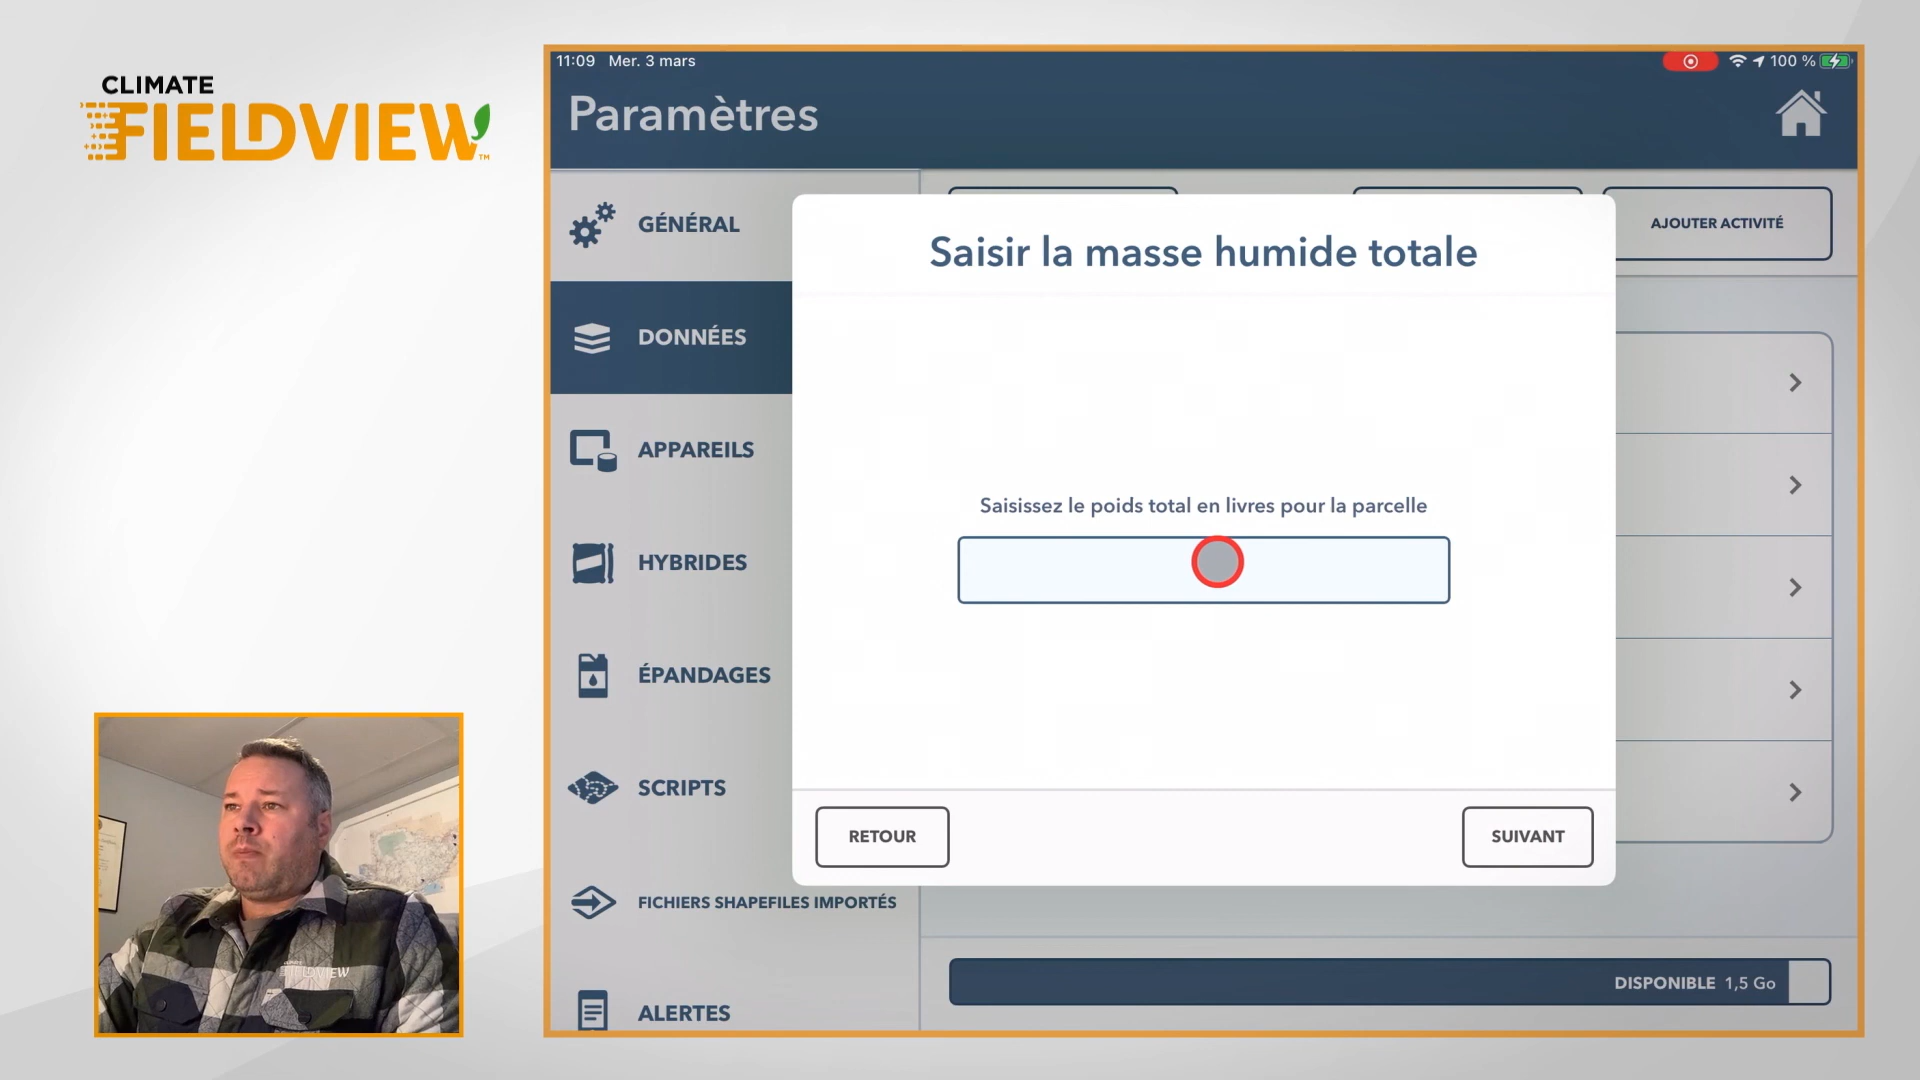 CLIMATE
FIELDVIEW™
11:09 Mer. 3 mars
100 %
Paramètres
GÉNÉRAL
AJOUTER ACTIVITÉ
Saisir la masse humide totale
DONNÉES
APPAREILS
Saisissez le poids total en livres pour la parcelle
HYBRIDES
ÉPANDAGES
SCRIPTS
RETOUR
SUIVANT
FICHIERS SHAPEFILES IMPORTÉS
DISPONIBLE 1,5 Go
ALERTES
CLIMATE
FIELDVIEW